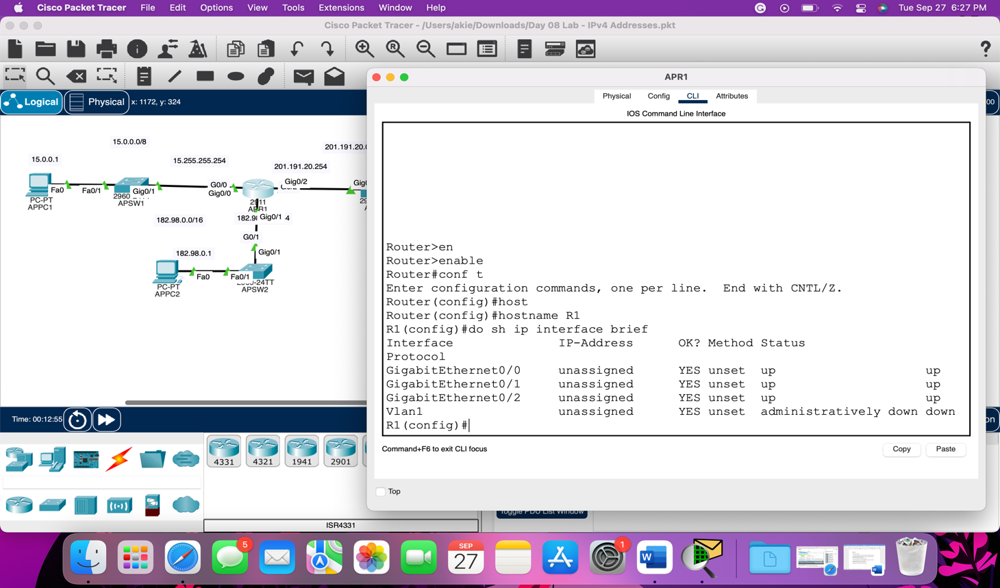 Cisco Packet Tracer File Edit Options View Tools Extensions Window Help Tue Sep 27 6:27 PM
Cisco Packet Tracer - /Users/akie/Downloads/Day 08 Lab - IPv4 Addresses.pkt
APR1
Logical Physical x: 1172, y: 324
Physical Config CLI Attributes
IOS Command Line Interface
15.0.0.0/8
201.191.20.0
15.0.0.1
15.255.255.254
201.191.20.254
Fa0
Fa0/1
Gig0/1
G0/0
Gig0/0
Gig0/2
2960
APSW1
PC-PT
APPC1
2911
APR1
182.98.0.0/16
Gig0/1
G0/1
182.98.0.1
Gig0/1
Fa0
Fa0/1
PC-PT
APPC2
APSW2
Router>en
Router>enable
Router#conf t
Enter configuration commands, one per line. End with CNTL/Z.
Router(config)#host
Router(config)#hostname R1
R1(config)#do sh ip interface brief
Interface IP-Address OK? Method Status
Protocol
GigabitEthernet0/0 unassigned YES unset up up
GigabitEthernet0/1 unassigned YES unset up up
GigabitEthernet0/2 unassigned YES unset up up
Vlan1 unassigned YES unset administratively down down
R1(config)#
Command+F6 to exit CLI focus
Copy Paste
Top
Time: 00:12:55
4331 4321 1941 2901
Toggle PDU List Window
ISR4331
5
SEP
27
1
W